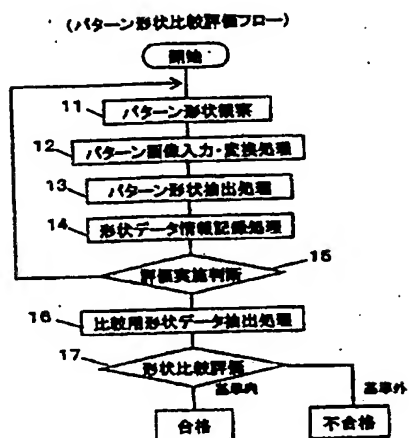 (パターン形状比較評価フロー)
開始
11
パターン形状観察
12
パターン画像入力・変換処理
13
パターン形状抽出処理
14
形状データ情報記録処理
15
評価実施判断
16
比較用形状データ抽出処理
17
形状比較評価
基準内
基準外
合格
不合格